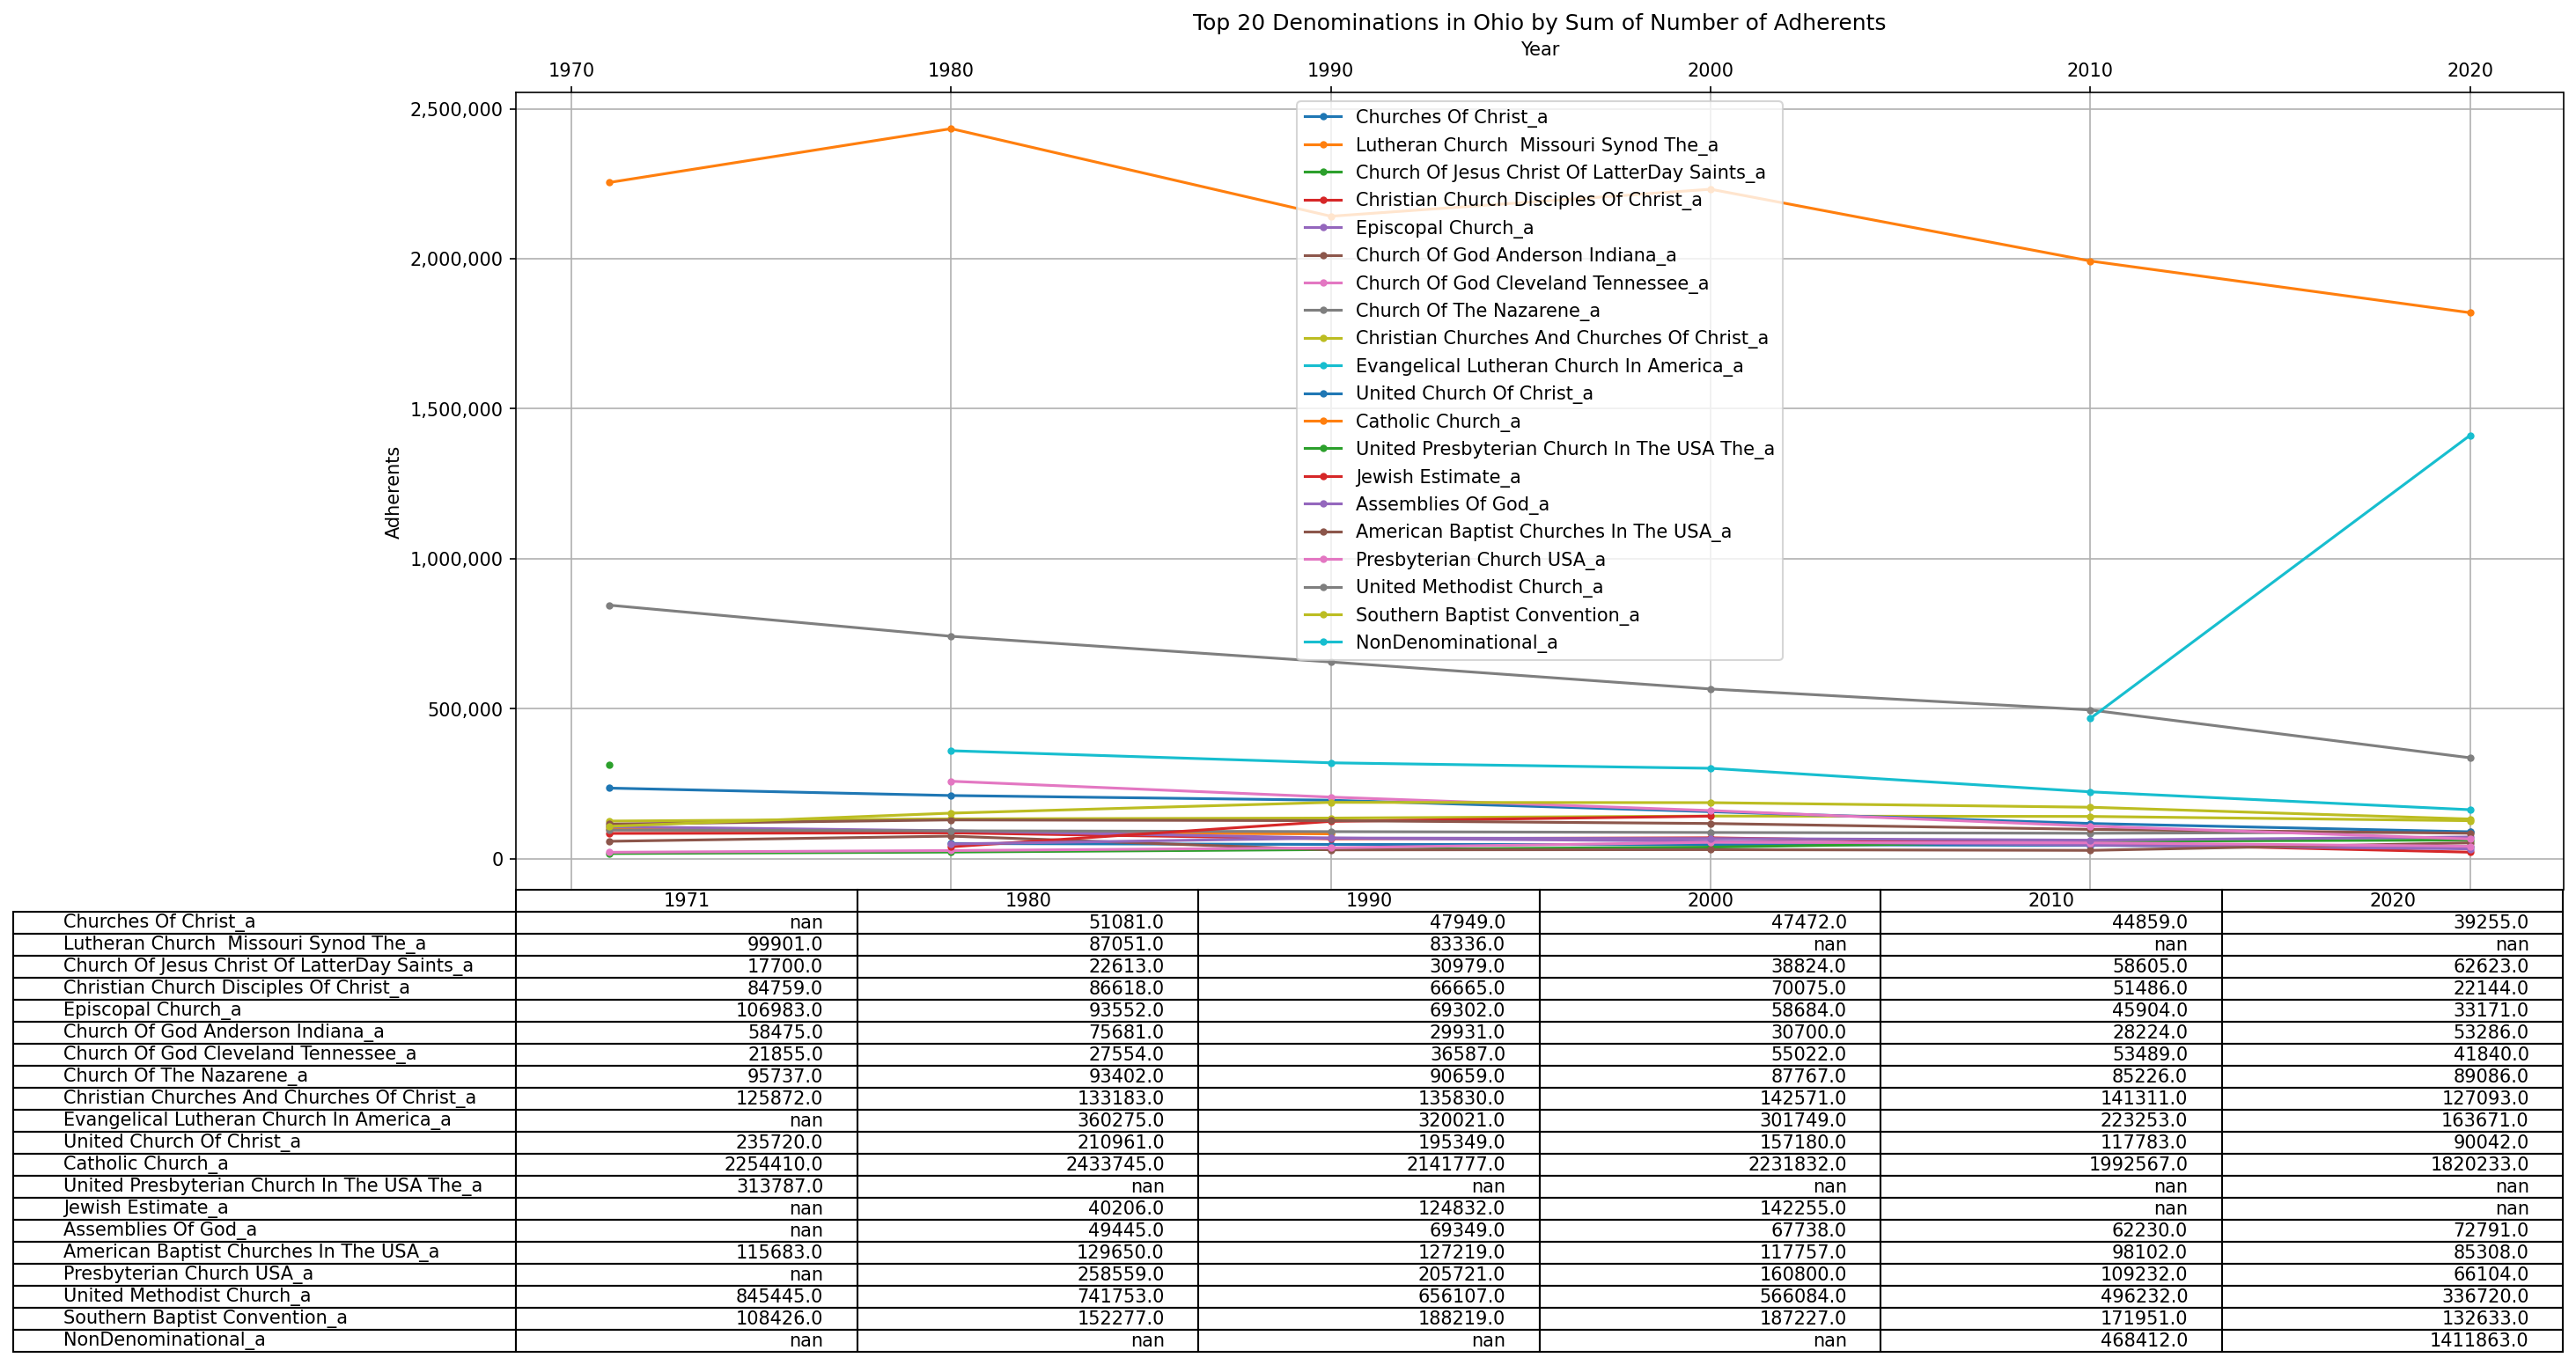 Top 20 Denominations in Ohio by Sum of Number of Adherents
Year
1970 1980 1990 2000 2010 2020
2,500,000
2,000,000
1,500,000
1,000,000
500,000
0
Adherents
Churches Of Christ_a
Lutheran Church  Missouri Synod The_a
Church Of Jesus Christ Of LatterDay Saints_a
Christian Church Disciples Of Christ_a
Episcopal Church_a
Church Of God Anderson Indiana_a
Church Of God Cleveland Tennessee_a
Church Of The Nazarene_a
Christian Churches And Churches Of Christ_a
Evangelical Lutheran Church In America_a
United Church Of Christ_a
Catholic Church_a
United Presbyterian Church In The USA The_a
Jewish Estimate_a
Assemblies Of God_a
American Baptist Churches In The USA_a
Presbyterian Church USA_a
United Methodist Church_a
Southern Baptist Convention_a
NonDenominational_a
1971 1980 1990 2000 2010 2020
Churches Of Christ_a nan 51081.0 47949.0 47472.0 44859.0 39255.0
Lutheran Church  Missouri Synod The_a 99901.0 87051.0 83336.0 nan nan nan
Church Of Jesus Christ Of LatterDay Saints_a 17700.0 22613.0 30979.0 38824.0 58605.0 62623.0
Christian Church Disciples Of Christ_a 84759.0 86618.0 66665.0 70075.0 51486.0 22144.0
Episcopal Church_a 106983.0 93552.0 69302.0 58684.0 45904.0 33171.0
Church Of God Anderson Indiana_a 58475.0 75681.0 29931.0 30700.0 28224.0 53286.0
Church Of God Cleveland Tennessee_a 21855.0 27554.0 36587.0 55022.0 53489.0 41840.0
Church Of The Nazarene_a 95737.0 93402.0 90659.0 87767.0 85226.0 89086.0
Christian Churches And Churches Of Christ_a 125872.0 133183.0 135830.0 142571.0 141311.0 127093.0
Evangelical Lutheran Church In America_a nan 360275.0 320021.0 301749.0 223253.0 163671.0
United Church Of Christ_a 235720.0 210961.0 195349.0 157180.0 117783.0 90042.0
Catholic Church_a 2254410.0 2433745.0 2141777.0 2231832.0 1992567.0 1820233.0
United Presbyterian Church In The USA The_a 313787.0 nan nan nan nan nan
Jewish Estimate_a nan 40206.0 124832.0 142255.0 nan nan
Assemblies Of God_a nan 49445.0 69349.0 67738.0 62230.0 72791.0
American Baptist Churches In The USA_a 115683.0 129650.0 127219.0 117757.0 98102.0 85308.0
Presbyterian Church USA_a nan 258559.0 205721.0 160800.0 109232.0 66104.0
United Methodist Church_a 845445.0 741753.0 656107.0 566084.0 496232.0 336720.0
Southern Baptist Convention_a 108426.0 152277.0 188219.0 187227.0 171951.0 132633.0
NonDenominational_a nan nan nan nan 468412.0 1411863.0